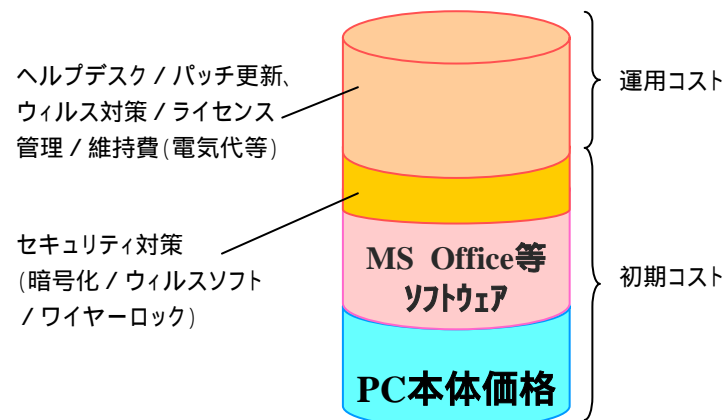 ヘルプデスク / パッチ更新、
ウィルス対策 / ライセンス
管理 / 維持費(電気代等)
運用コスト
セキュリティ対策
(暗号化 / ウィルスソフト
/ ワイヤーロック)
MS Office等
ソフトウェア
初期コスト
PC本体価格